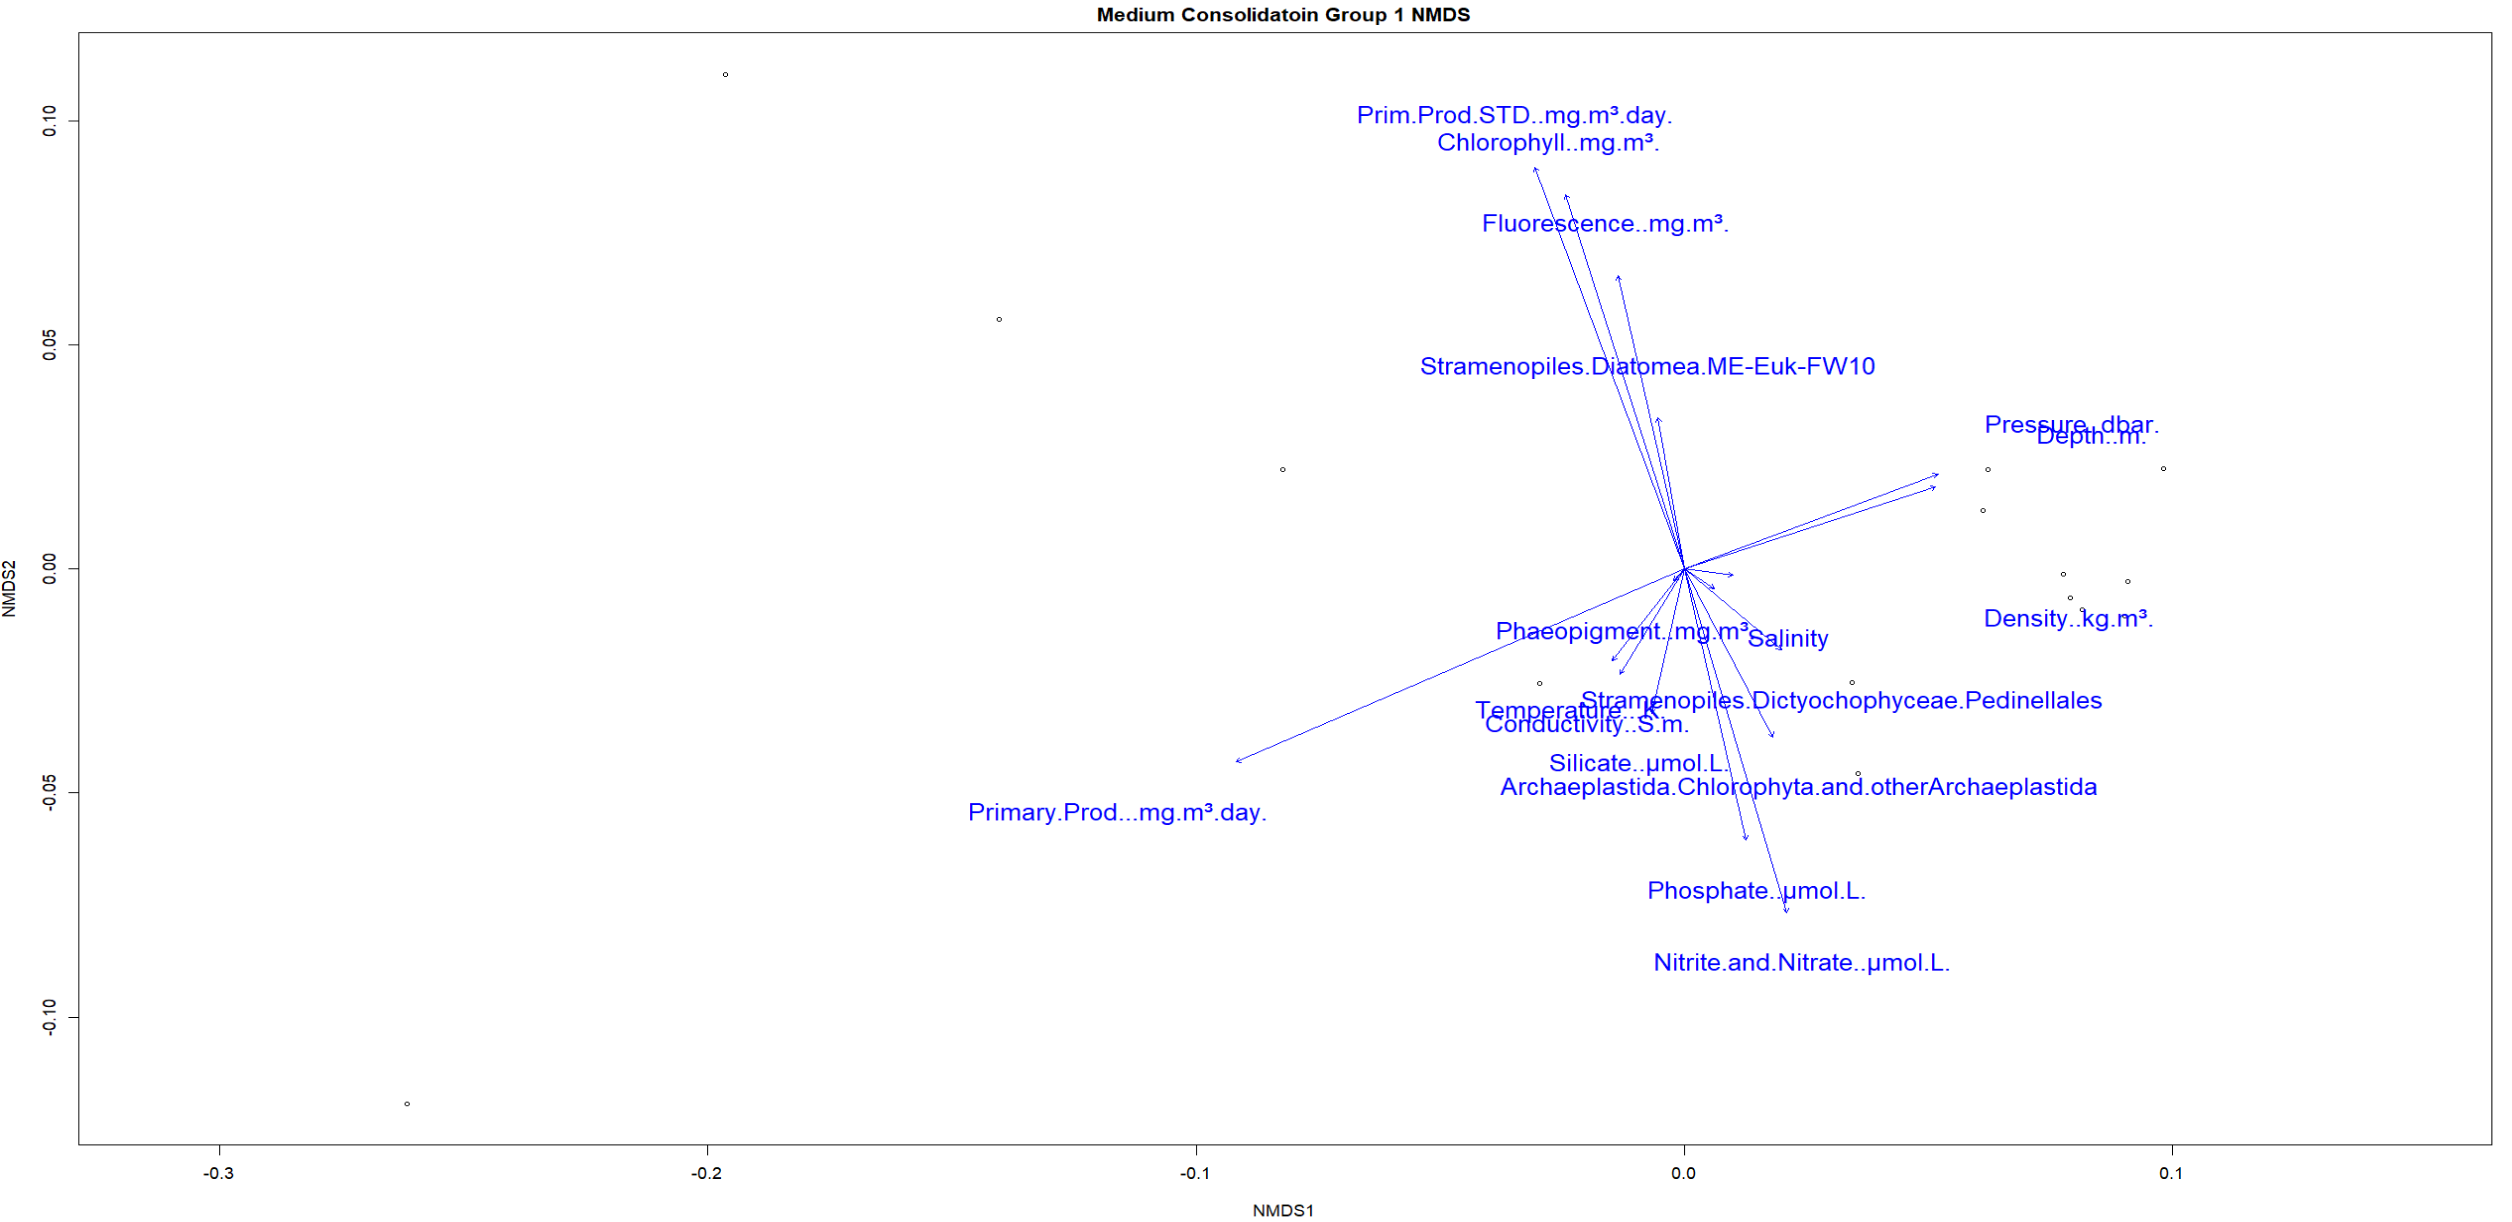 Medium Consolidatoin Group 1 NMDS
0.10
0.05
0.00
-0.05
-0.10
NMDS2
Prim.Prod.STD..mg.m³.day.
Chlorophyll..mg.m³.
Fluorescence..mg.m³.
Stramenopiles.Diatomea.ME-Euk-FW10
Pressure..dbar.
Depth..m.
Density..kg.m³.
Phaeopigment..mg.m³.
Salinity
Stramenopiles.Dictyochophyceae.Pedinellales
Temperature...K.
Conductivity..S.m.
Silicate..µmol.L.
Archaeplastida.Chlorophyta.and.otherArchaeplastida
Primary.Prod...mg.m³.day.
Phosphate..µmol.L.
Nitrite.and.Nitrate..µmol.L.
-0.3
-0.2
-0.1
0.0
0.1
NMDS1